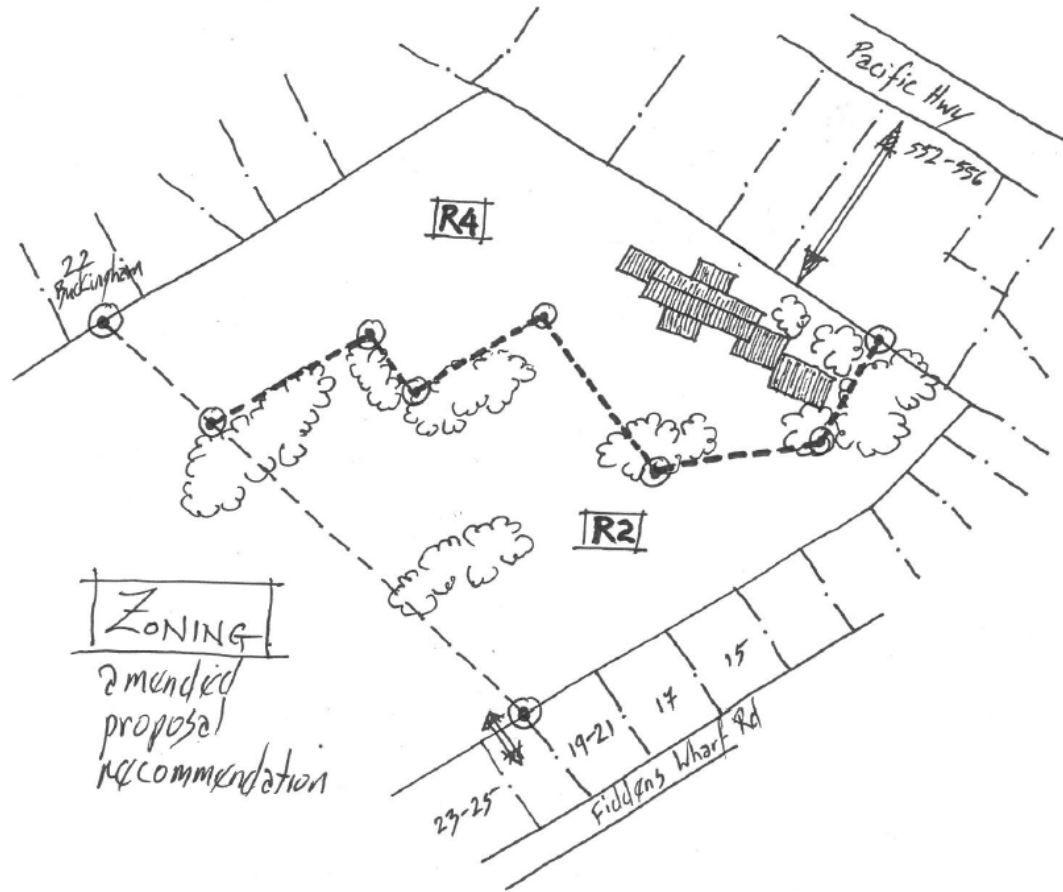 Pacific Hwy
552-556
R4
22
Buckingham
R2
ZONING
amended
proposal
recommendation
15
17
19-21
23-25
Fiddens Wharf Rd